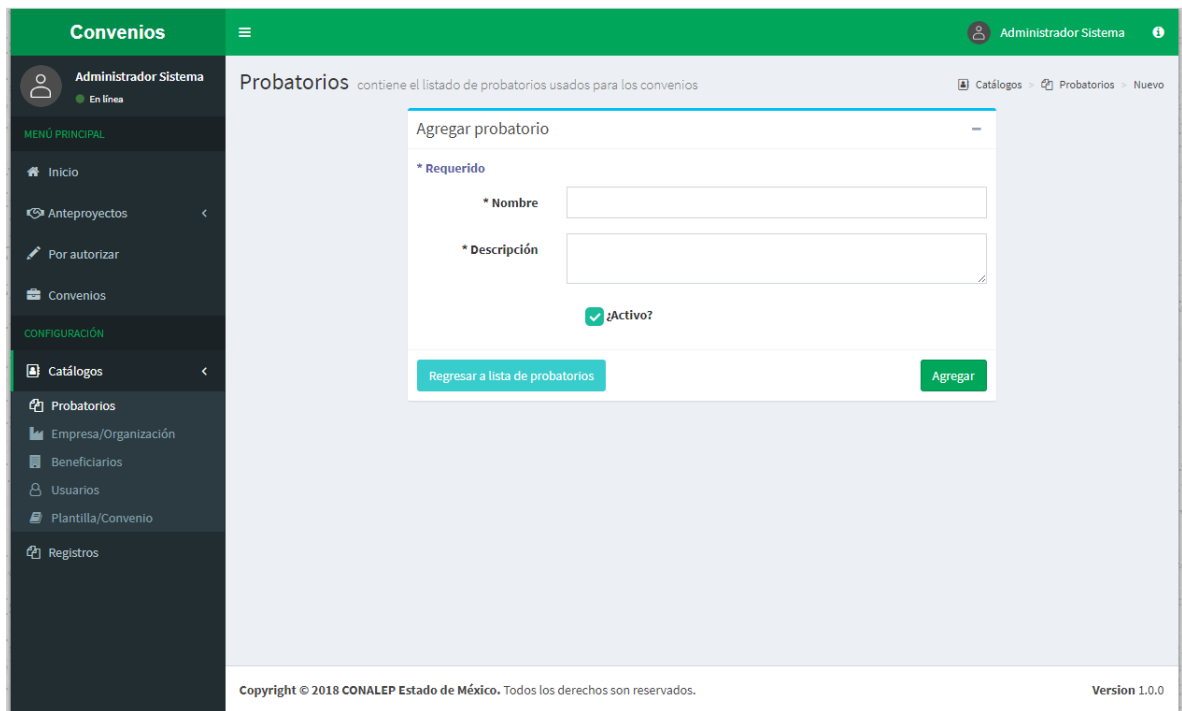 Convenios
Administrador Sistema
Administrador Sistema
En línea
MENÚ PRINCIPAL
Inicio
Anteproyectos
Por autorizar
Convenios
CONFIGURACIÓN
Catálogos
Probatorios
Empresa/Organización
Beneficiarios
Usuarios
Plantilla/Convenio
Registros
Probatorios contiene el listado de probatorios usados para los convenios
Catálogos > Probatorios > Nuevo
Agregar probatorio
* Requerido
* Nombre
* Descripción
¿Activo?
Regresar a lista de probatorios
Agregar
Copyright © 2018 CONALEP Estado de México. Todos los derechos son reservados.
Version 1.0.0